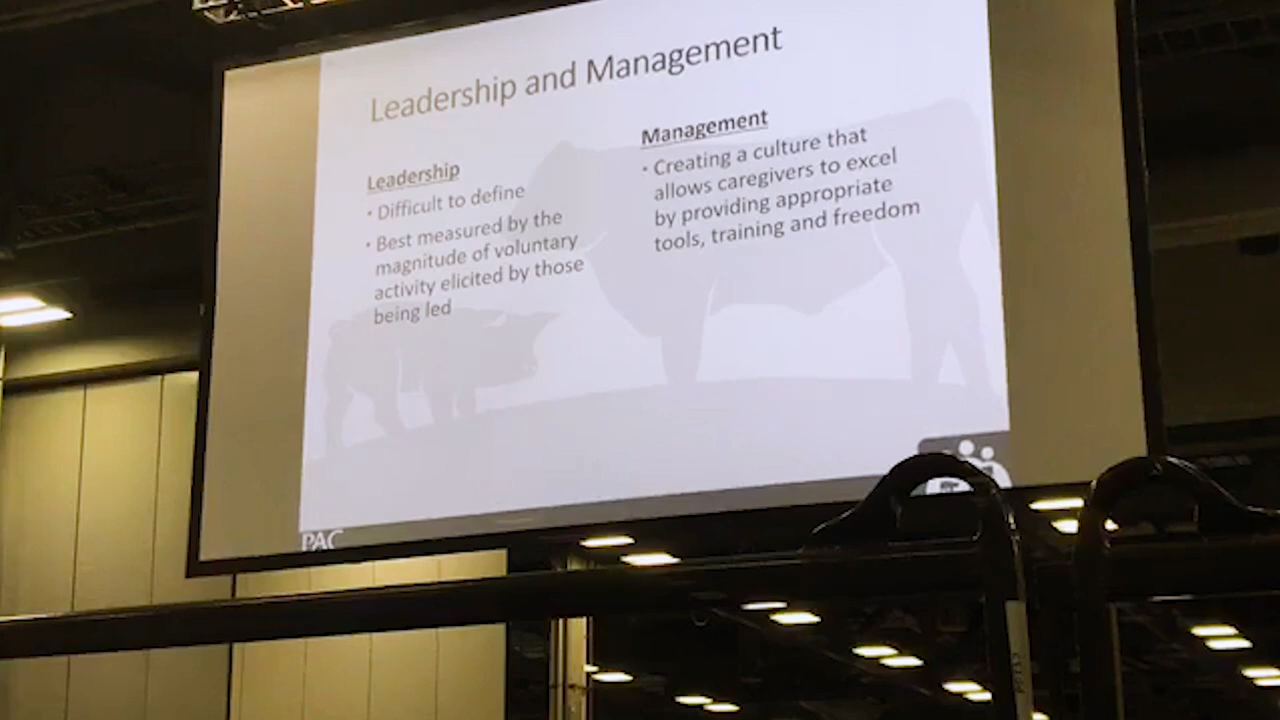 Leadership and Management
Leadership
• Difficult to define
• Best measured by the
magnitude of voluntary
activity elicited by those
being led
Management
• Creating a culture that
allows caregivers to excel
by providing appropriate
tools, training and freedom
PAC